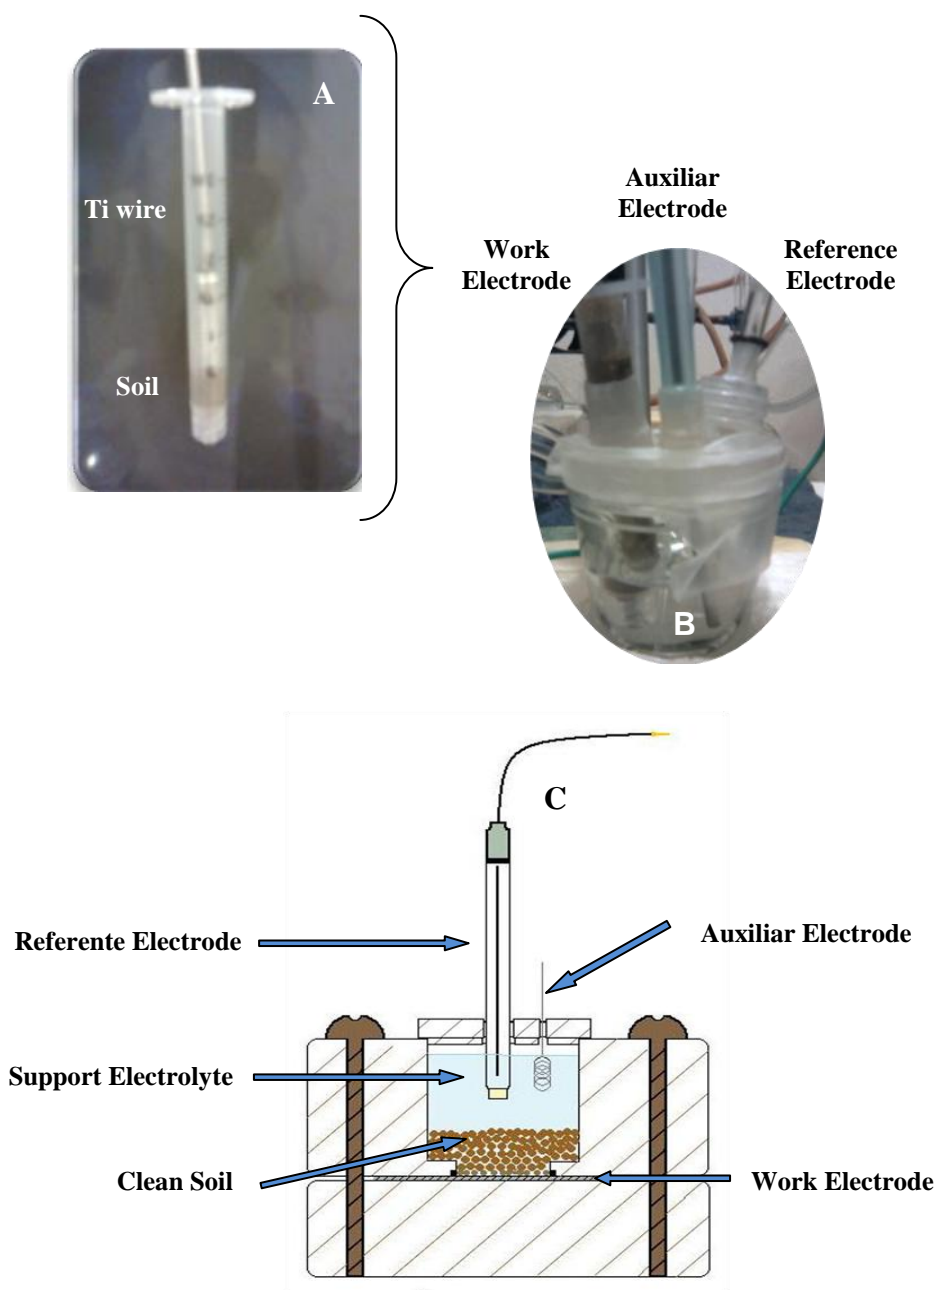 A
Ti wire
Soil
Auxiliar
Electrode
Work
Electrode
Reference
Electrode
B
C
Referente Electrode
Auxiliar Electrode
Support Electrolyte
Clean Soil
Work Electrode